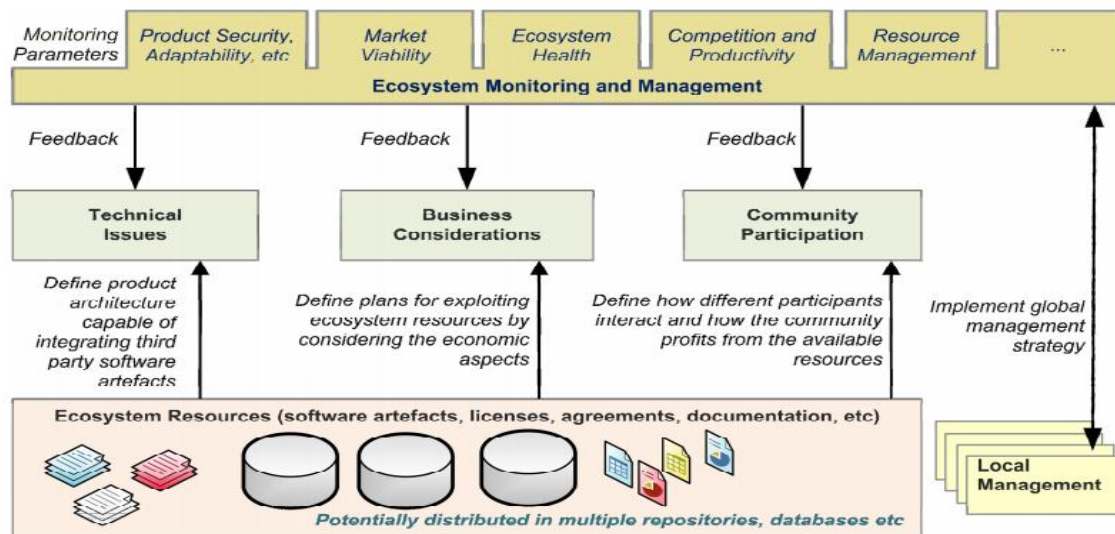 Monitoring
Parameters
Product Security,
Adaptability, etc
Market
Viability
Ecosystem
Health
Competition and
Productivity
Resource
Management
...
Ecosystem Monitoring and Management
Feedback
Feedback
Feedback
Technical
Issues
Business
Considerations
Community
Participation
Define product
architecture
capable of
integrating third
party software
artefacts
Define plans for exploiting
ecosystem resources by
considering the economic
aspects
Define how different participants
interact and how the community
profits from the available
resources
Implement global
management
strategy
Ecosystem Resources (software artefacts, licenses, agreements, documentation, etc)
Potentially distributed in multiple repositories, databases etc
Local
Management